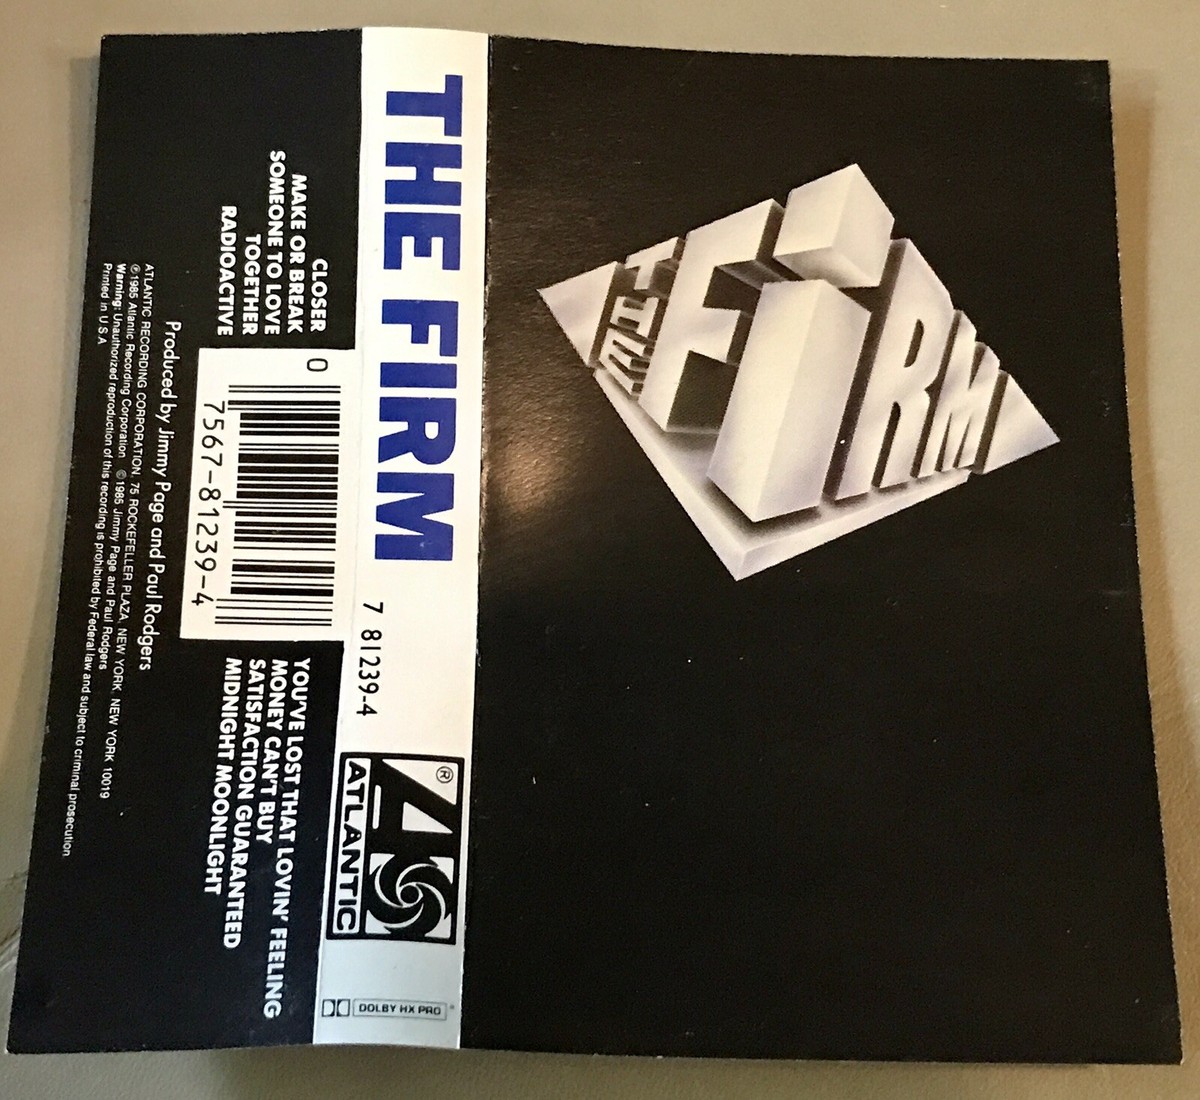 THE FIRM
THE FIRM
7 81239-4
®
ATLANTIC
DOLBY HX PRO
CLOSER
MAKE OR BREAK
SOMEONE TO LOVE
TOGETHER
RADIOACTIVE
0
7567-81239-4
YOU'VE LOST THAT LOVIN' FEELING
MONEY CAN'T BUY
SATISFACTION GUARANTEED
MIDNIGHT MOONLIGHT
Produced by Jimmy Page and Paul Rodgers
ATLANTIC RECORDING CORPORATION, 75 ROCKEFELLER PLAZA, NEW YORK, NEW YORK 10019
℗1985 Atlantic Recording Corporation ©1985 Jimmy Page and Paul Rodgers
Warning: Unauthorized reproduction of this recording is prohibited by Federal law and subject to criminal prosecution.
Printed in U.S.A.